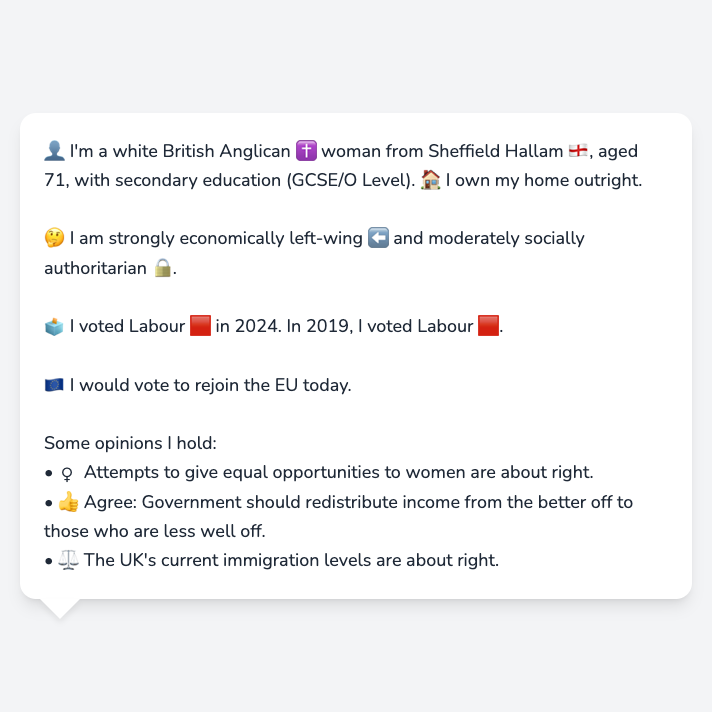 👤 I'm a white British Anglican ✝️ woman from Sheffield Hallam 🏴󠁧󠁢󠁥󠁮󠁧󠁿, aged
71, with secondary education (GCSE/O Level). 🏠 I own my home outright.
🤔 I am strongly economically left-wing ⬅️ and moderately socially
authoritarian 🔒.
🗳️ I voted Labour 🟥 in 2024. In 2019, I voted Labour 🟥.
🇪🇺 I would vote to rejoin the EU today.
Some opinions I hold:
• ♀ Attempts to give equal opportunities to women are about right.
• 👍 Agree: Government should redistribute income from the better off to
those who are less well off.
• ⚖️ The UK's current immigration levels are about right.